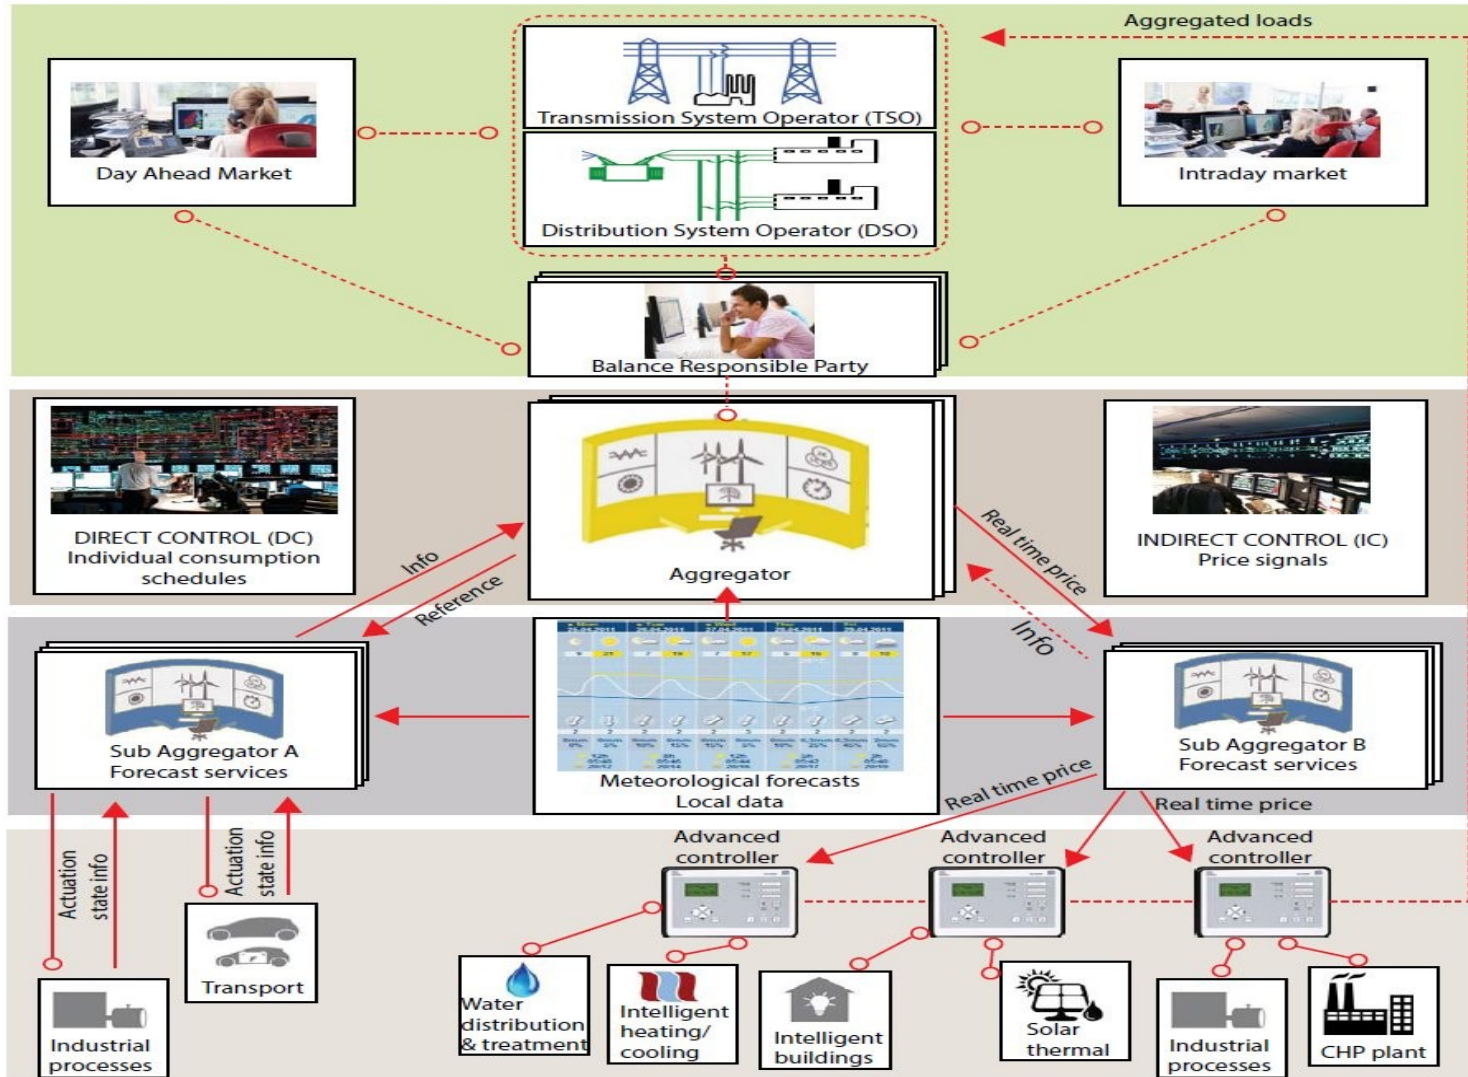 Aggregated loads
Transmission System Operator (TSO)
Day Ahead Market
Intraday market
Distribution System Operator (DSO)
Balance Responsible Party
DIRECT CONTROL (DC)
Individual consumption
schedules
Info
Reference
Aggregator
Real time price
Info
INDIRECT CONTROL (IC)
Price signals
Sub Aggregator A
Forecast services
Meteorological forecasts
Local data
Sub Aggregator B
Forecast services
Real time price
Real time price
Actuation
state info
Actuation
state info
Advanced
controller
Advanced
controller
Advanced
controller
Industrial
processes
Transport
Water
distribution
& treatment
Intelligent
heating/
cooling
Intelligent
buildings
Solar
thermal
Industrial
processes
CHP plant